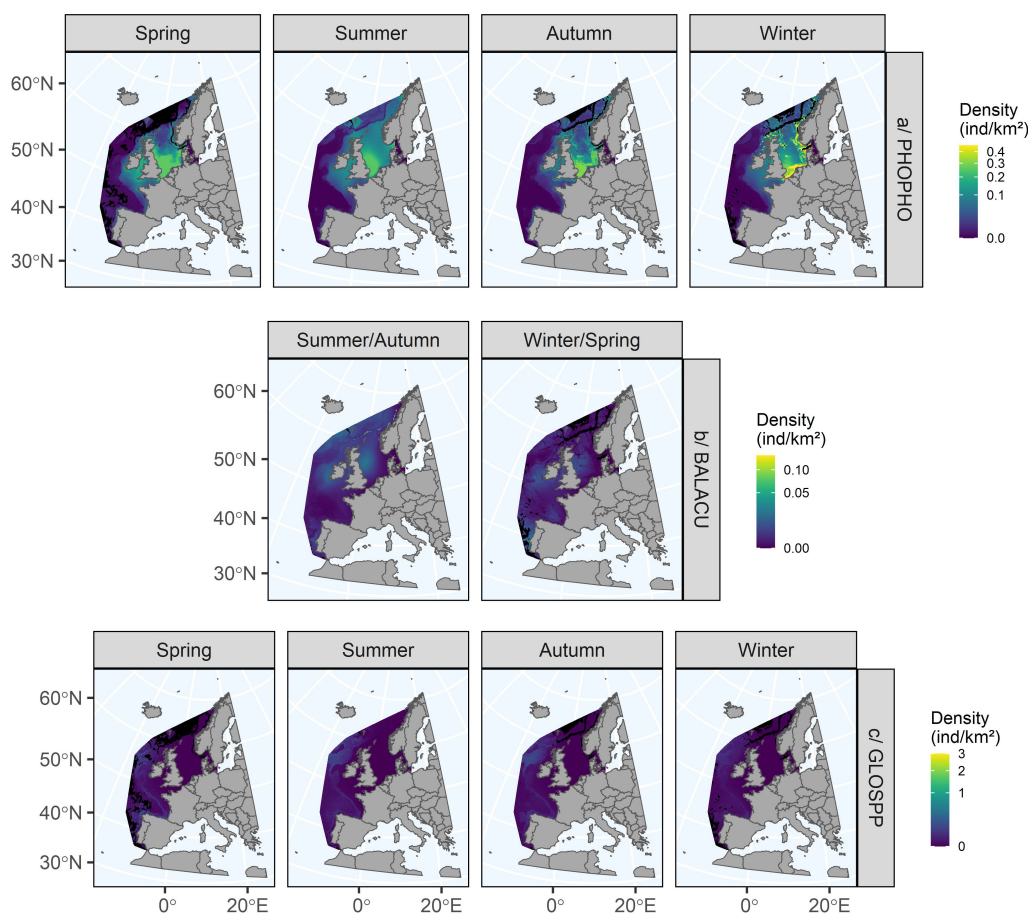 Spring Summer Autumn Winter
60°N
50°N
40°N
30°N
a/ PHOPHO
Density
(ind/km²)
0.4
0.3
0.2
0.1
0.0
Summer/Autumn Winter/Spring
60°N
50°N
40°N
30°N
b/ BALACU
Density
(ind/km²)
0.10
0.05
0.00
Spring Summer Autumn Winter
60°N
50°N
40°N
30°N
c/ GLOSPP
Density
(ind/km²)
3
2
1
0
0° 20°E 0° 20°E 0° 20°E 0° 20°E